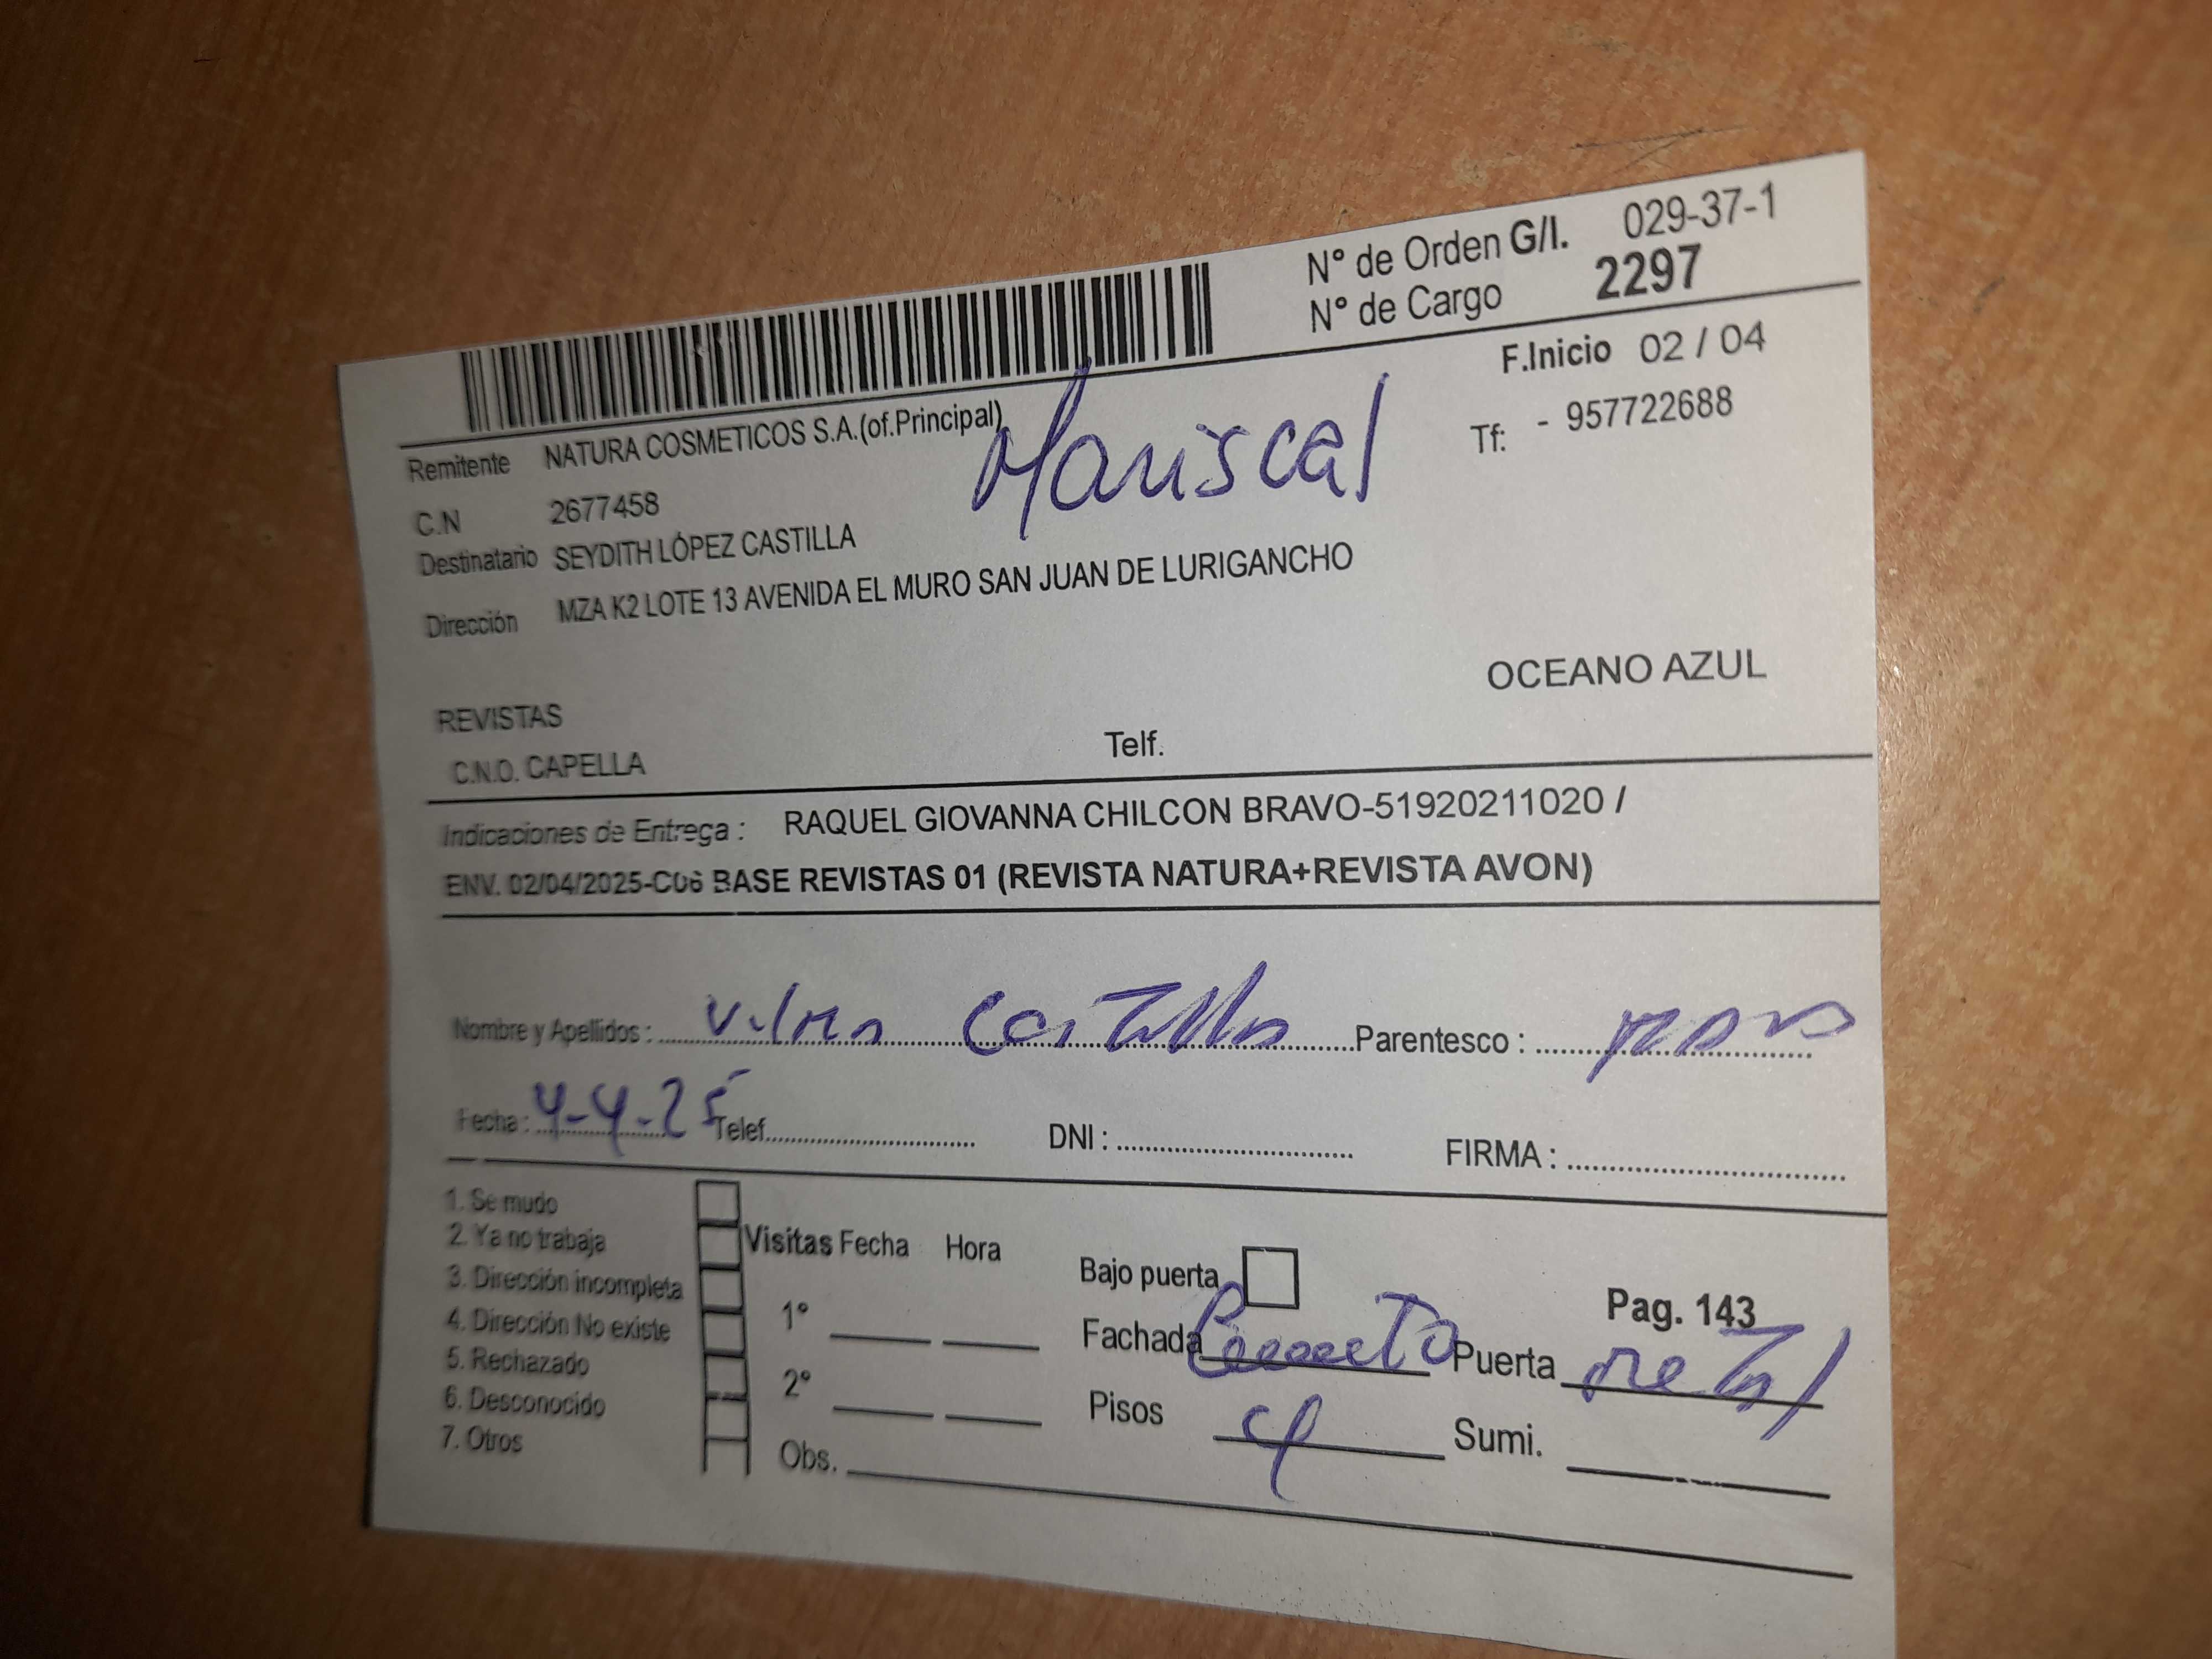 N° de Orden G/I. 029-37-1
N° de Cargo 2297
F.Inicio 02 / 04
Remitente NATURA COSMETICOS S.A.(of.Principal)
Mariscal
Tf: - 957722688
C.N 2677458
Destinatario SEYDITH LÓPEZ CASTILLA
Dirección MZA K2 LOTE 13 AVENIDA EL MURO SAN JUAN DE LURIGANCHO
OCEANO AZUL
REVISTAS
C.N.O. CAPELLA Telf.
Indicaciones de Entrega : RAQUEL GIOVANNA CHILCON BRAVO-51920211020 /
ENV. 02/04/2025-C06 BASE REVISTAS 01 (REVISTA NATURA+REVISTA AVON)
Nombre y Apellidos : Vilma Castilla Parentesco :
Fecha : 4-4-25 Telef. DNI : FIRMA :
1. Se mudo
2. Ya no trabaja Visitas Fecha Hora
3. Dirección incompleta Bajo puerta Pag. 143
4. Dirección No existe 1° Fachada Cemento Puerta metal
5. Rechazado
6. Desconocido 2° Pisos 4 Sumi.
7. Otros Obs.